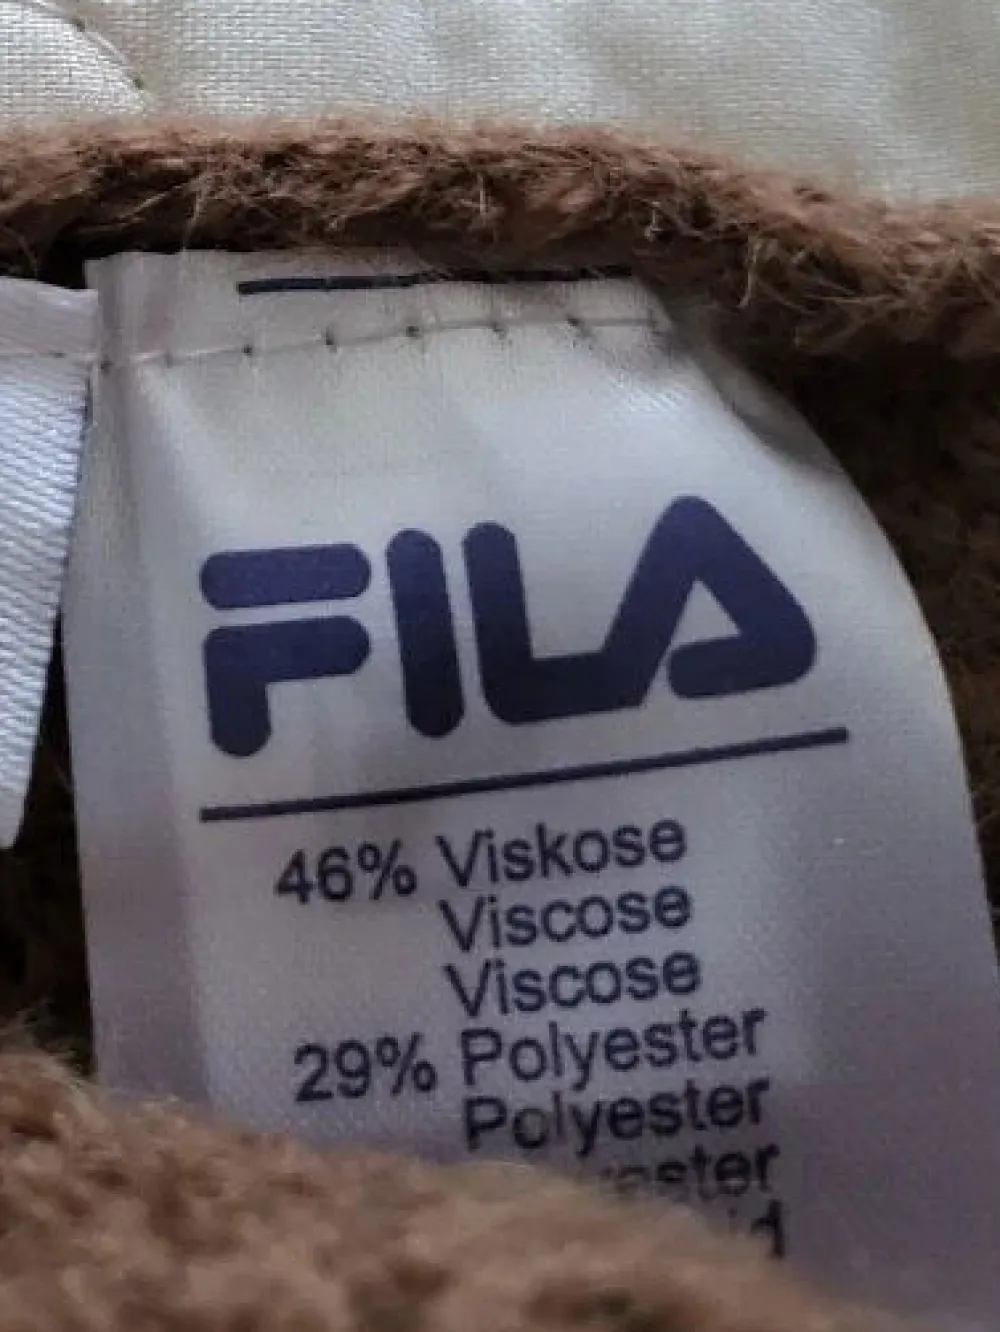 FILA
46% Viskose
Viscose
Viscose
29% Polyester
Polyester